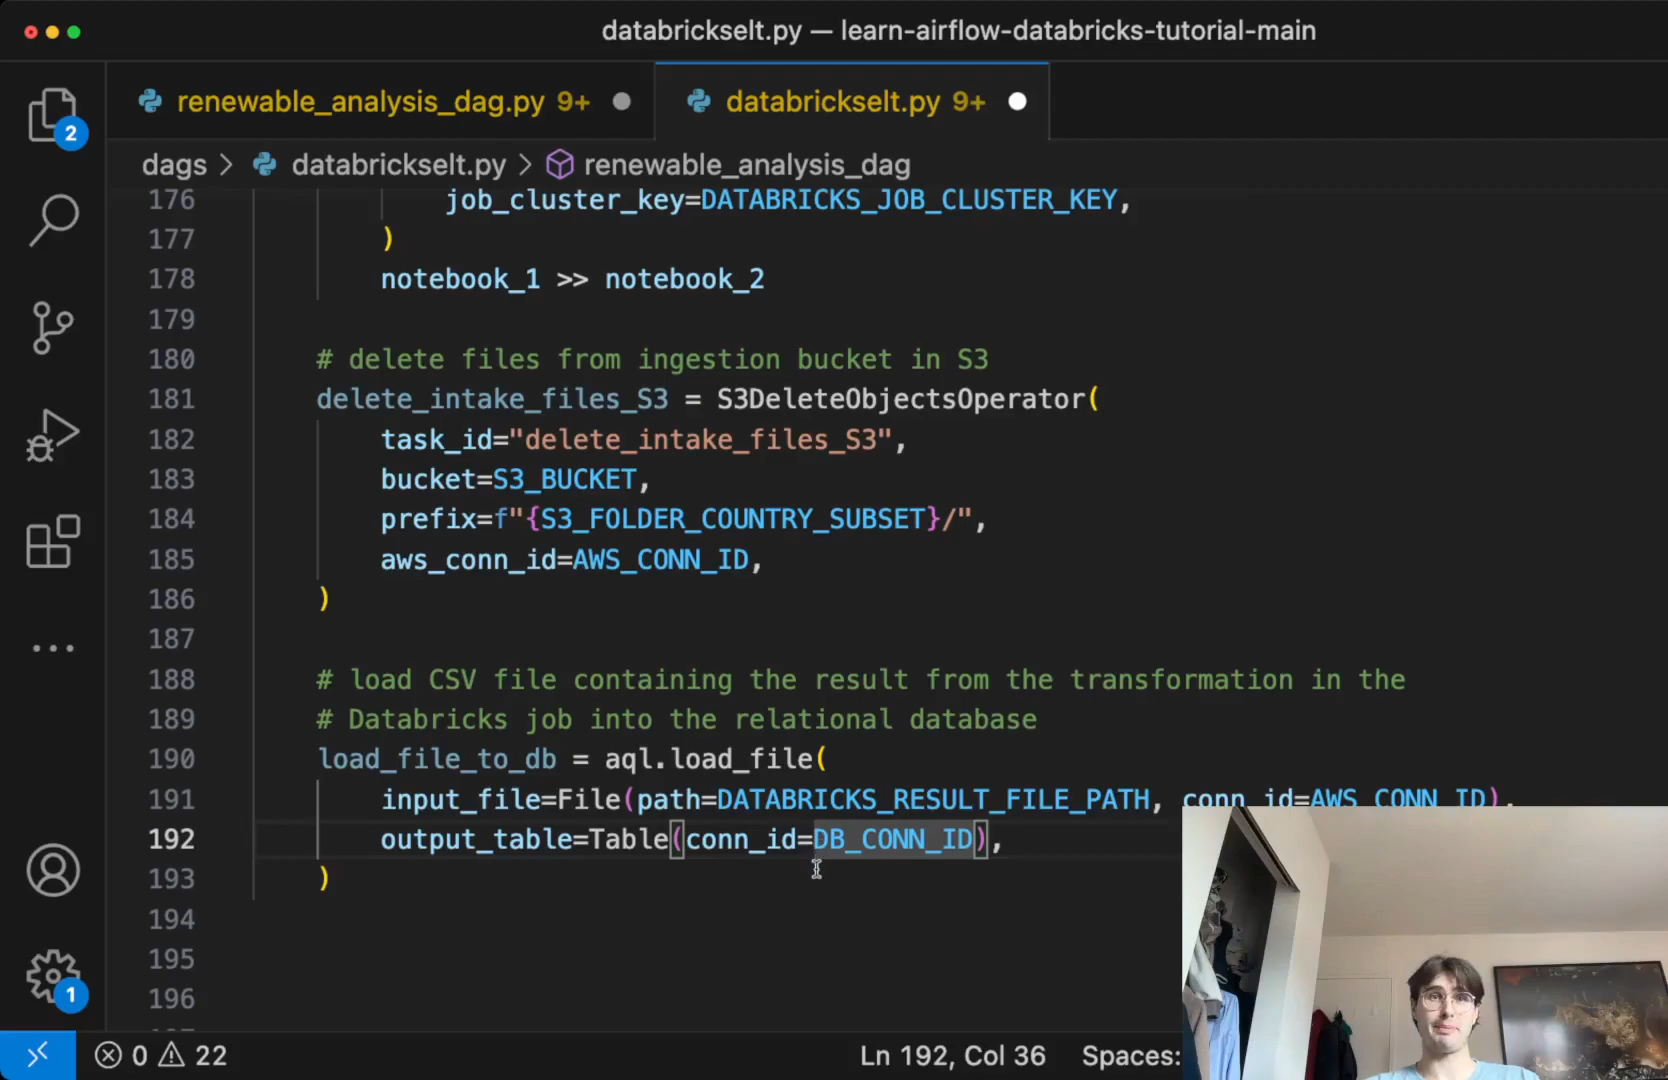 databrickselt.py — learn-airflow-databricks-tutorial-main
renewable_analysis_dag.py 9+
databrickselt.py 9+
dags > databrickselt.py > renewable_analysis_dag
2
176 job_cluster_key=DATABRICKS_JOB_CLUSTER_KEY,
177 )
178 notebook_1 >> notebook_2
179
180 # delete files from ingestion bucket in S3
181 delete_intake_files_S3 = S3DeleteObjectsOperator(
182 task_id="delete_intake_files_S3",
183 bucket=S3_BUCKET,
184 prefix=f"{S3_FOLDER_COUNTRY_SUBSET}/",
185 aws_conn_id=AWS_CONN_ID,
186 )
187
188 # load CSV file containing the result from the transformation in the
189 # Databricks job into the relational database
190 load_file_to_db = aql.load_file(
191 input_file=File(path=DATABRICKS_RESULT_FILE_PATH, conn_id=AWS_CONN_ID),
192 output_table=Table(conn_id=DB_CONN_ID),
193 )
194
195
196
1
0 22
Ln 192, Col 36
Spaces: